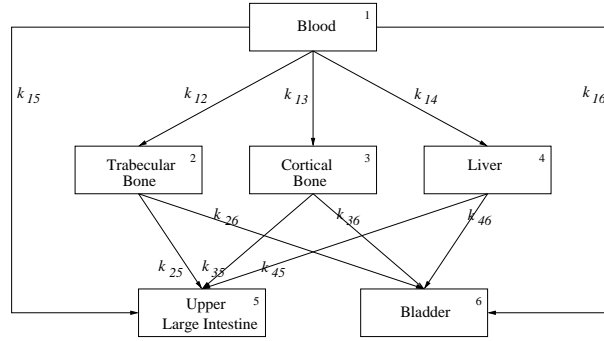 1
Blood
k 15
k 12
k 13
k 14
k 16
2
Trabecular
Bone
3
Cortical
Bone
4
Liver
k 26
k 36
k 46
k 25
k 35
k 45
5
Upper
Large Intestine
6
Bladder